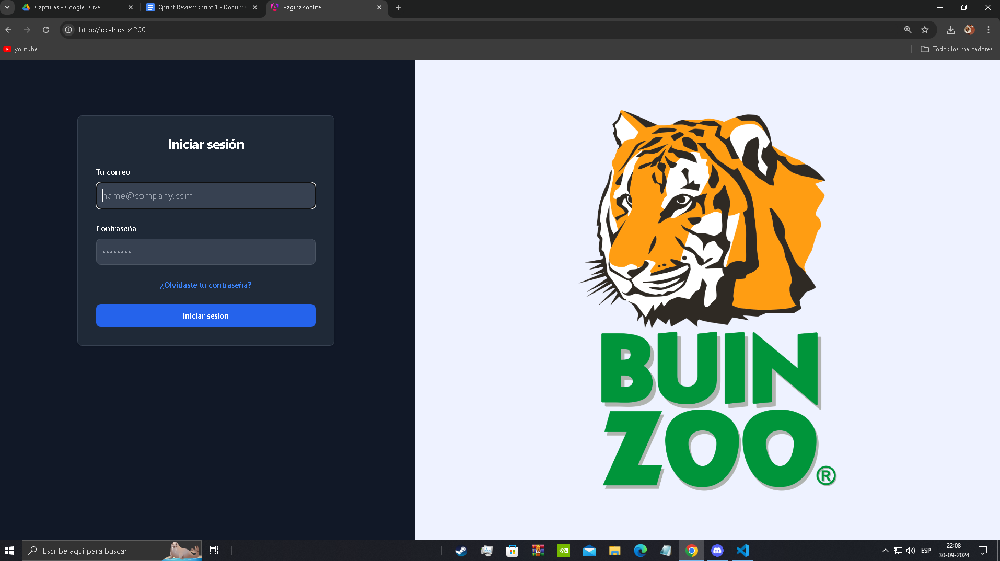 Capturas - Google Drive
Sprint Review sprint 1 - Docume
PaginaZoolife
http://localhost:4200
youtube
Todos los marcadores
Iniciar sesión
Tu correo
name@company.com
Contraseña
••••••••
¿Olvidaste tu contraseña?
Iniciar sesion
BUIN
ZOO®
Escribe aquí para buscar
ESP
22:08
30-09-2024